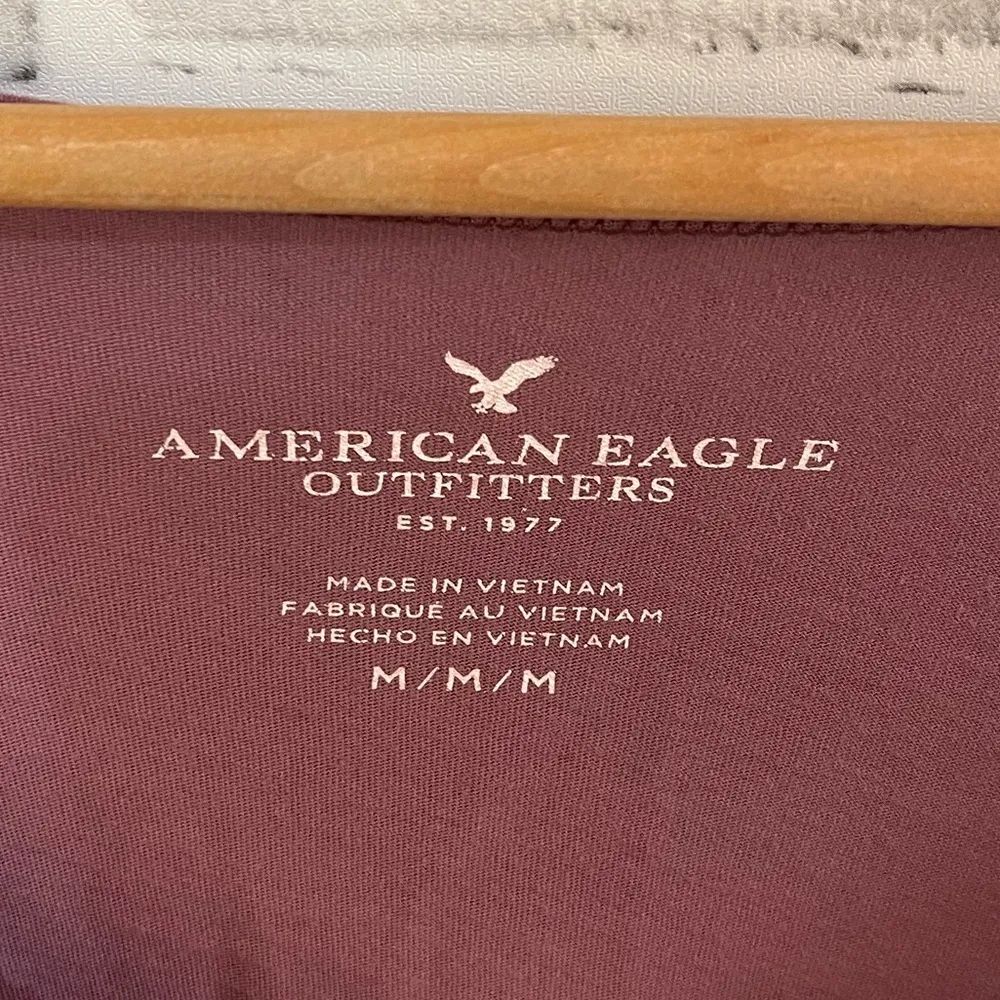 AMERICAN EAGLE
OUTFITTERS
EST. 1977
MADE IN VIETNAM
FABRIQUÉ AU VIETNAM
HECHO EN VIETNAM
M/M/M